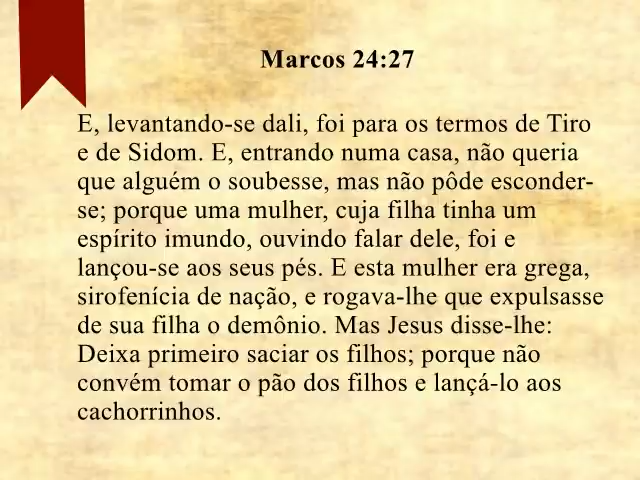 Marcos 24:27
E, levantando-se dali, foi para os termos de Tiro
e de Sidom. E, entrando numa casa, não queria
que alguém o soubesse, mas não pôde esconder-
se; porque uma mulher, cuja filha tinha um
espírito imundo, ouvindo falar dele, foi e
lançou-se aos seus pés. E esta mulher era grega,
sirofenícia de nação, e rogava-lhe que expulsasse
de sua filha o demônio. Mas Jesus disse-lhe:
Deixa primeiro saciar os filhos; porque não
convém tomar o pão dos filhos e lançá-lo aos
cachorrinhos.